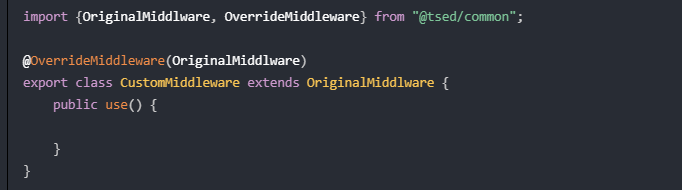 import {OriginalMiddlware, OverrideMiddleware} from "@tsed/common";
@OverrideMiddleware(OriginalMiddlware)
export class CustomMiddleware extends OriginalMiddlware {
public use() {
}
}